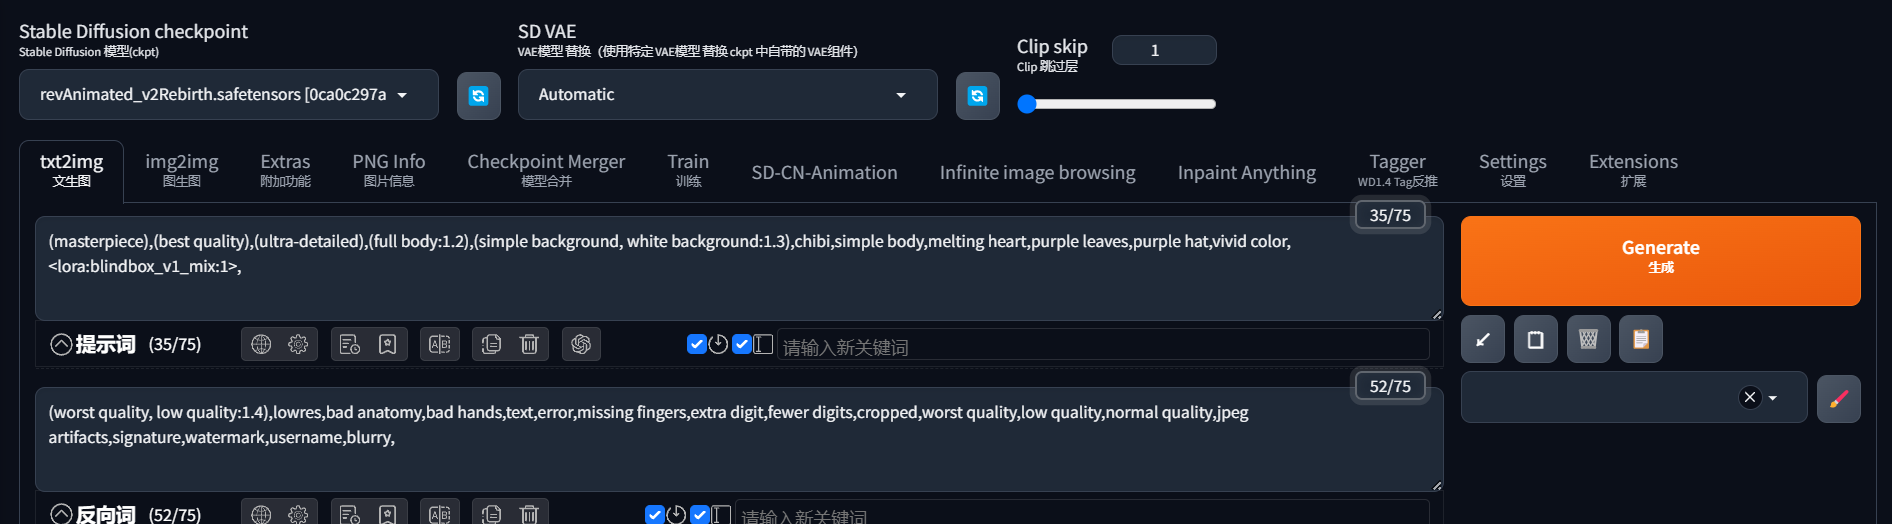 Stable Diffusion checkpoint
Stable Diffusion 模型(ckpt)
revAnimated_v2Rebirth.safetensors [0ca0c297a
SD VAE
VAE模型 替换（使用特定 VAE模型 替换 ckpt 中自带的 VAE组件）
Automatic
Clip skip
Clip 跳过层
1
txt2img
文生图
img2img
图生图
Extras
附加功能
PNG Info
图片信息
Checkpoint Merger
模型合并
Train
训练
SD-CN-Animation
Infinite image browsing
Inpaint Anything
Tagger
WD1.4 Tag反推
Settings
设置
Extensions
扩展
35/75
(masterpiece),(best quality),(ultra-detailed),(full body:1.2),(simple background, white background:1.3),chibi,simple body,melting heart,purple leaves,purple hat,vivid color,
<lora:blindbox_v1_mix:1>,
Generate
生成
提示词 (35/75)
请输入新关键词
52/75
(worst quality, low quality:1.4),lowres,bad anatomy,bad hands,text,error,missing fingers,extra digit,fewer digits,cropped,worst quality,low quality,normal quality,jpeg
artifacts,signature,watermark,username,blurry,
反向词 (52/75)
请输入新关键词